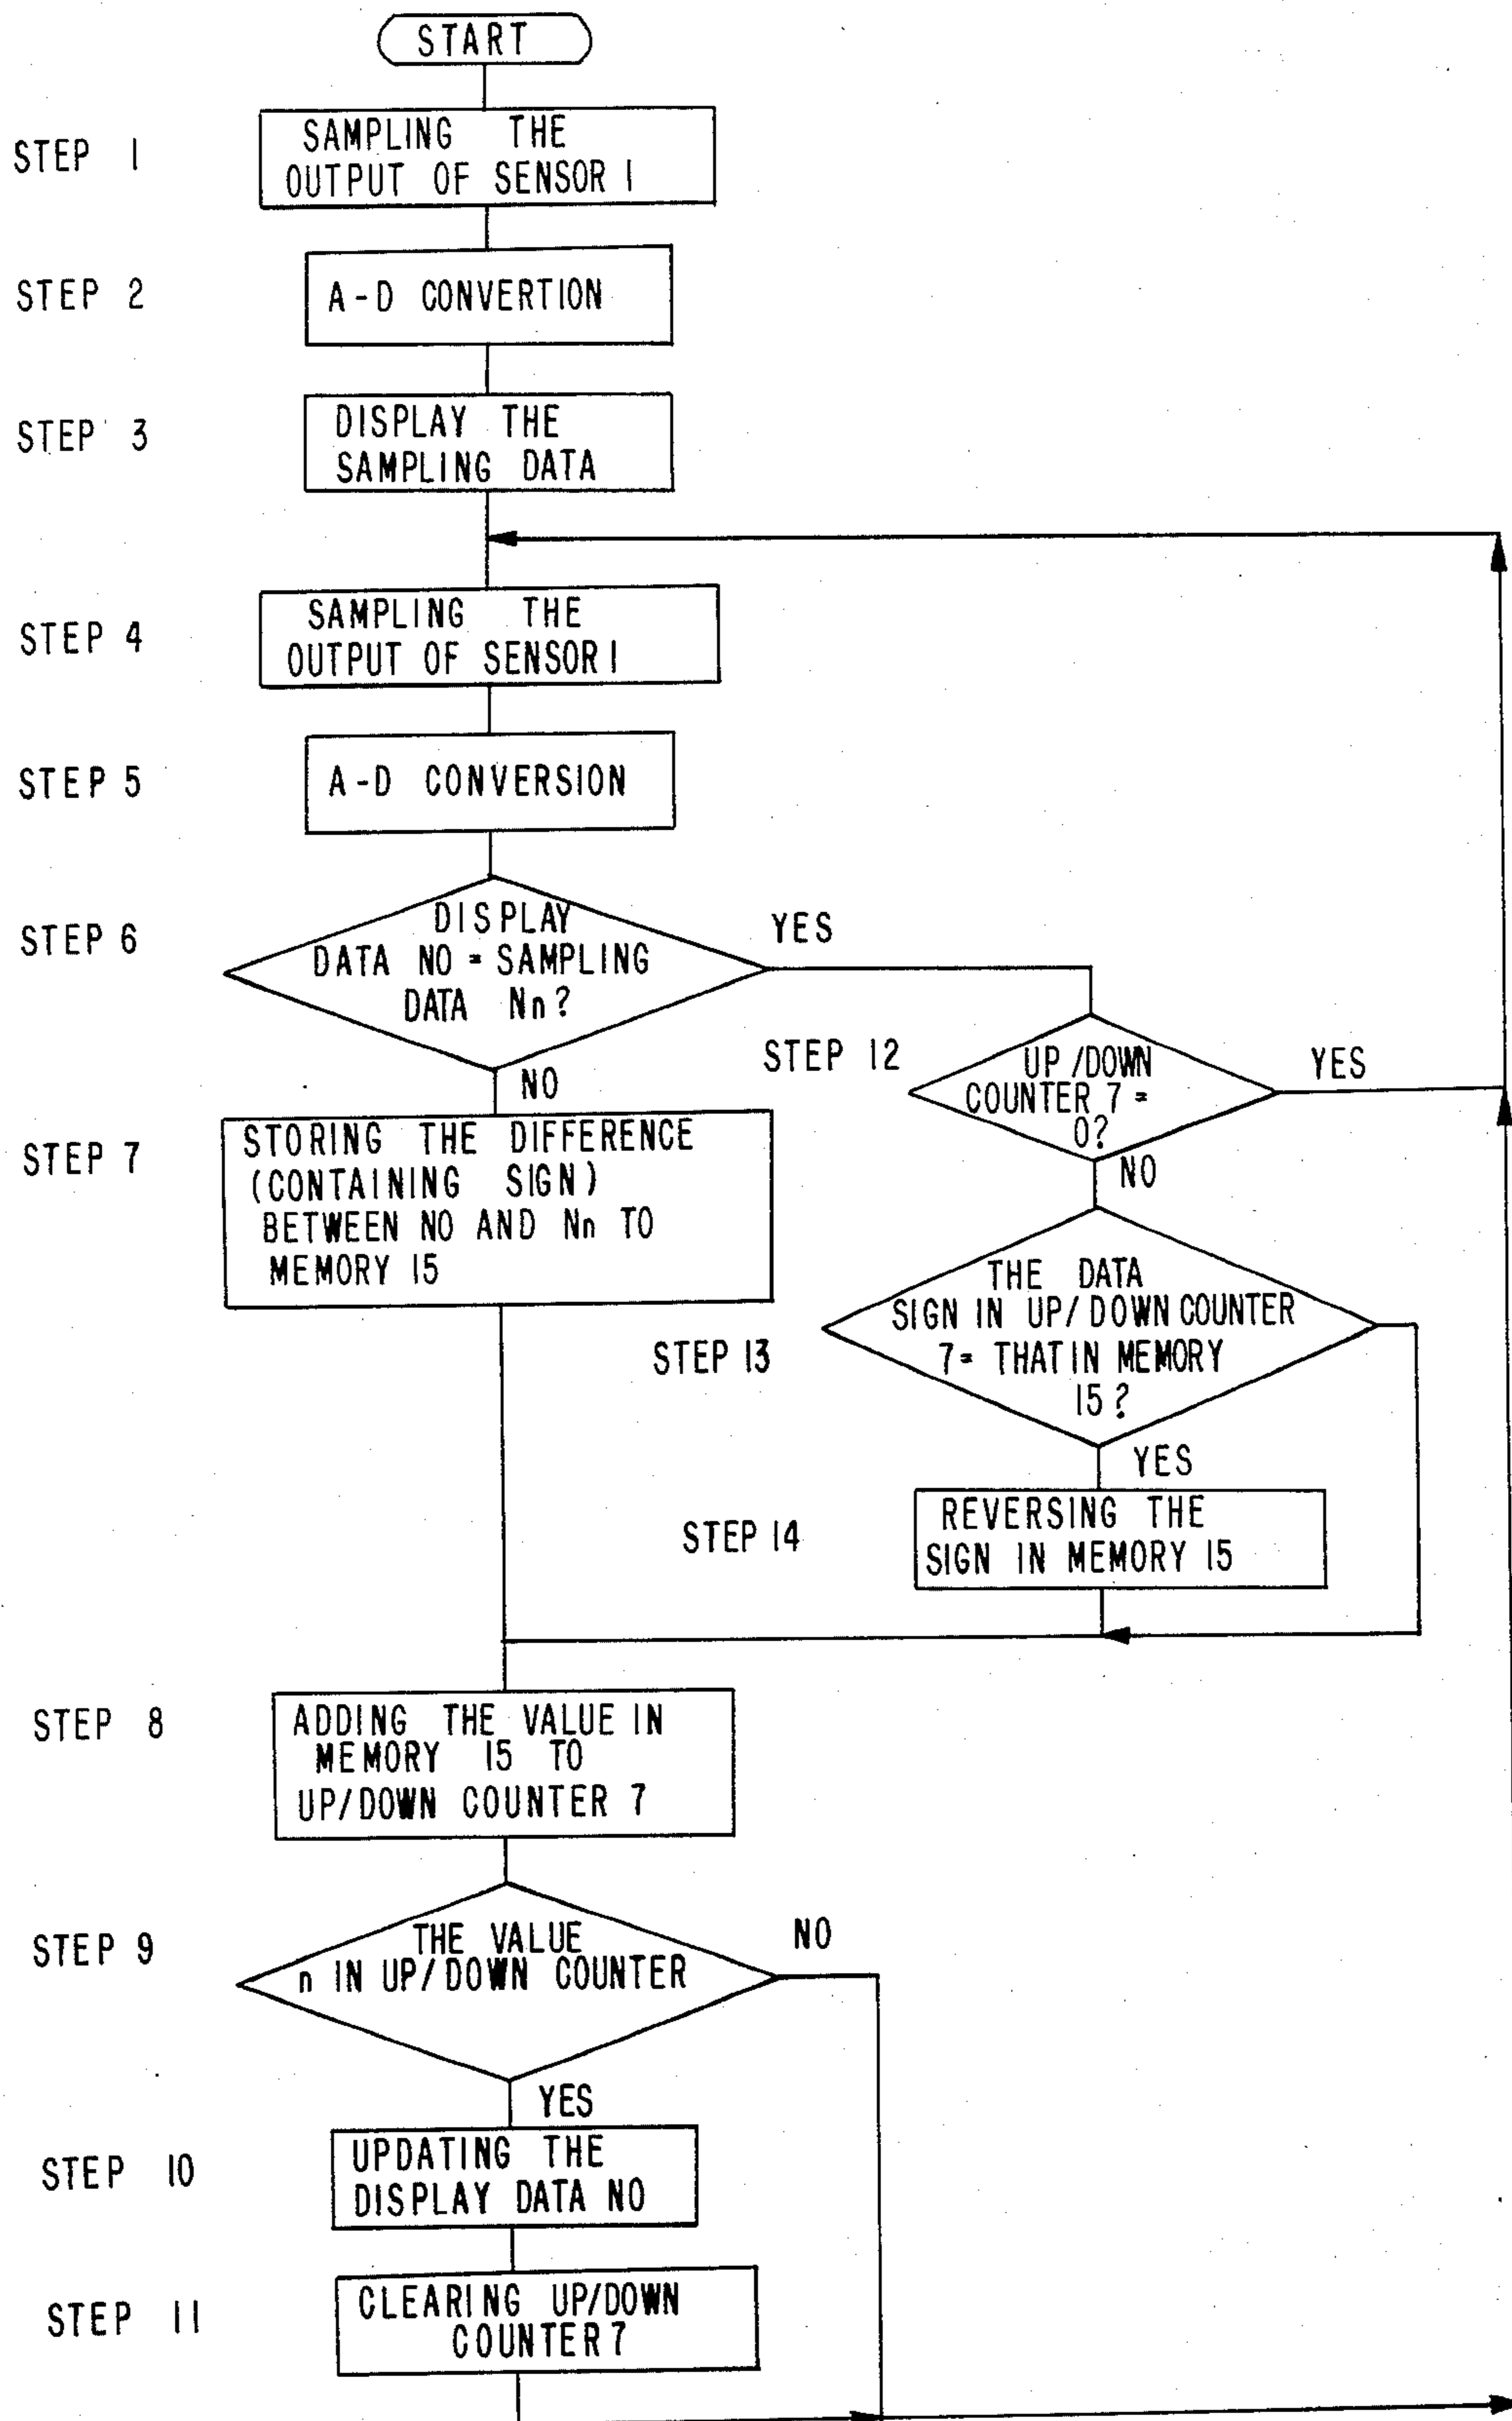 START
STEP 1
SAMPLING THE
OUTPUT OF SENSOR 1
STEP 2
A-D CONVERTION
STEP 3
DISPLAY THE
SAMPLING DATA
STEP 4
SAMPLING THE
OUTPUT OF SENSOR 1
STEP 5
A-D CONVERSION
STEP 6
DISPLAY
DATA NO = SAMPLING
DATA Nn?
YES
NO
STEP 12
UP/DOWN
COUNTER 7 =
0?
YES
NO
STEP 7
STORING THE DIFFERENCE
(CONTAINING SIGN)
BETWEEN NO AND Nn TO
MEMORY 15
STEP 13
THE DATA
SIGN IN UP/DOWN COUNTER
7 = THAT IN MEMORY
15?
YES
STEP 14
REVERSING THE
SIGN IN MEMORY 15
STEP 8
ADDING THE VALUE IN
MEMORY 15 TO
UP/DOWN COUNTER 7
STEP 9
THE VALUE
n IN UP/DOWN COUNTER
NO
YES
STEP 10
UPDATING THE
DISPLAY DATA NO
STEP 11
CLEARING UP/DOWN
COUNTER 7